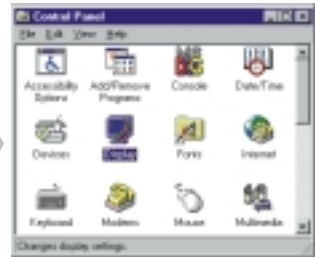 Control Panel
File Edit View Help
Accessibility Options
Add/Remove Programs
Console
Date/Time
Devices
Display
Fonts
Internet
Keyboard
Modems
Mouse
Multimedia
Changes display settings.